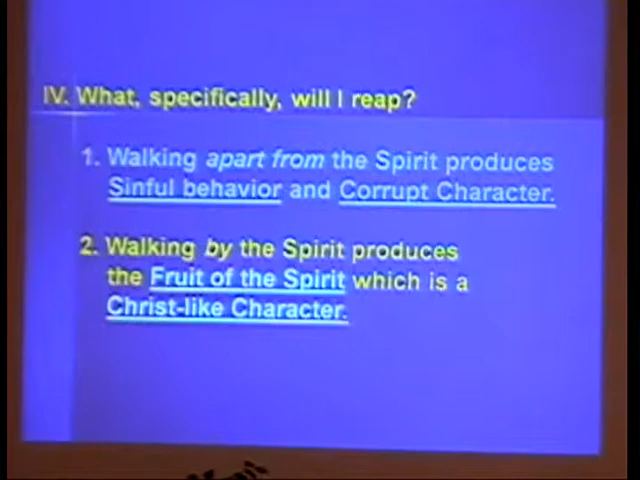 IV. What, specifically, will I reap?
1. Walking apart from the Spirit produces
Sinful behavior and Corrupt Character.
2. Walking by the Spirit produces
the Fruit of the Spirit which is a
Christ-like Character.